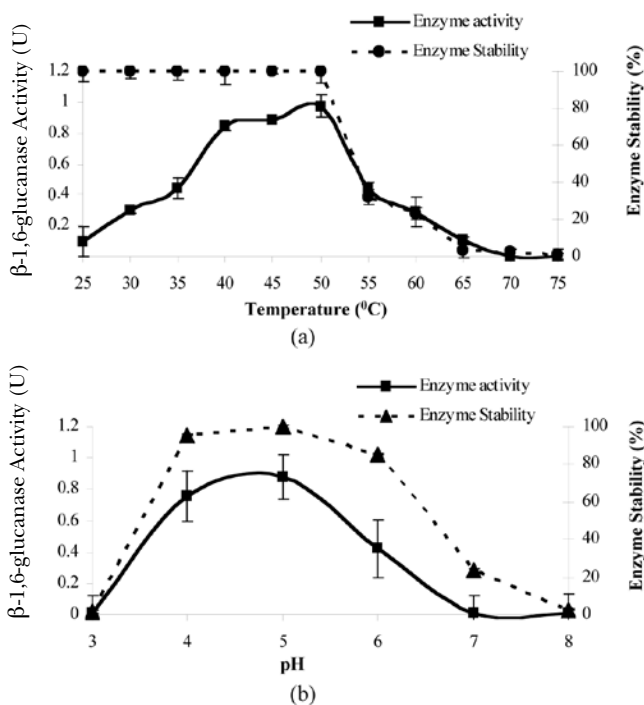 Enzyme activity
Enzyme Stability
β-1,6-glucanase Activity (U)
1.2
1
0.8
0.6
0.4
0.2
100
80
60
40
20
0
Enzyme Stability (%)
25 30 35 40 45 50 55 60 65 70 75
Temperature (⁰C)
(a)
Enzyme activity
Enzyme Stability
β-1,6-glucanase Activity (U)
1.2
1
0.8
0.6
0.4
0.2
0
100
80
60
40
20
0
Enzyme Stability (%)
3 4 5 6 7 8
pH
(b)